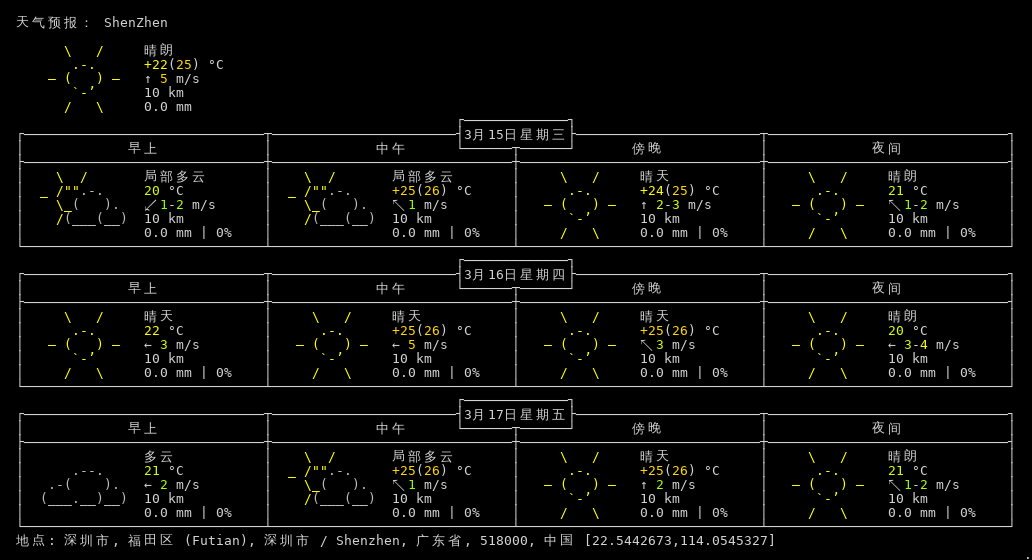 天气预报： ShenZhen
晴朗
+22(25) °C
↑ 5 m/s
10 km
0.0 mm
3月15日星期三
早上 中午 傍晚 夜间
局部多云 局部多云 晴天 晴朗
20 °C +25(26) °C +24(25) °C 21 °C
↙ 1-2 m/s ↖ 1 m/s ↑ 2-3 m/s ↖ 1-2 m/s
10 km 10 km 10 km 10 km
0.0 mm | 0% 0.0 mm | 0% 0.0 mm | 0% 0.0 mm | 0%
3月16日星期四
早上 中午 傍晚 夜间
晴天 晴天 晴天 晴朗
22 °C +25(26) °C +25(26) °C 20 °C
← 3 m/s ← 5 m/s ↖ 3 m/s ← 3-4 m/s
10 km 10 km 10 km 10 km
0.0 mm | 0% 0.0 mm | 0% 0.0 mm | 0% 0.0 mm | 0%
3月17日星期五
早上 中午 傍晚 夜间
多云 局部多云 晴天 晴朗
21 °C +25(26) °C +25(26) °C 21 °C
← 2 m/s ↖ 1 m/s ↑ 2 m/s ↖ 1-2 m/s
10 km 10 km 10 km 10 km
0.0 mm | 0% 0.0 mm | 0% 0.0 mm | 0% 0.0 mm | 0%
地点: 深圳市, 福田区 (Futian), 深圳市 / Shenzhen, 广东省, 518000, 中国 [22.5442673,114.0545327]